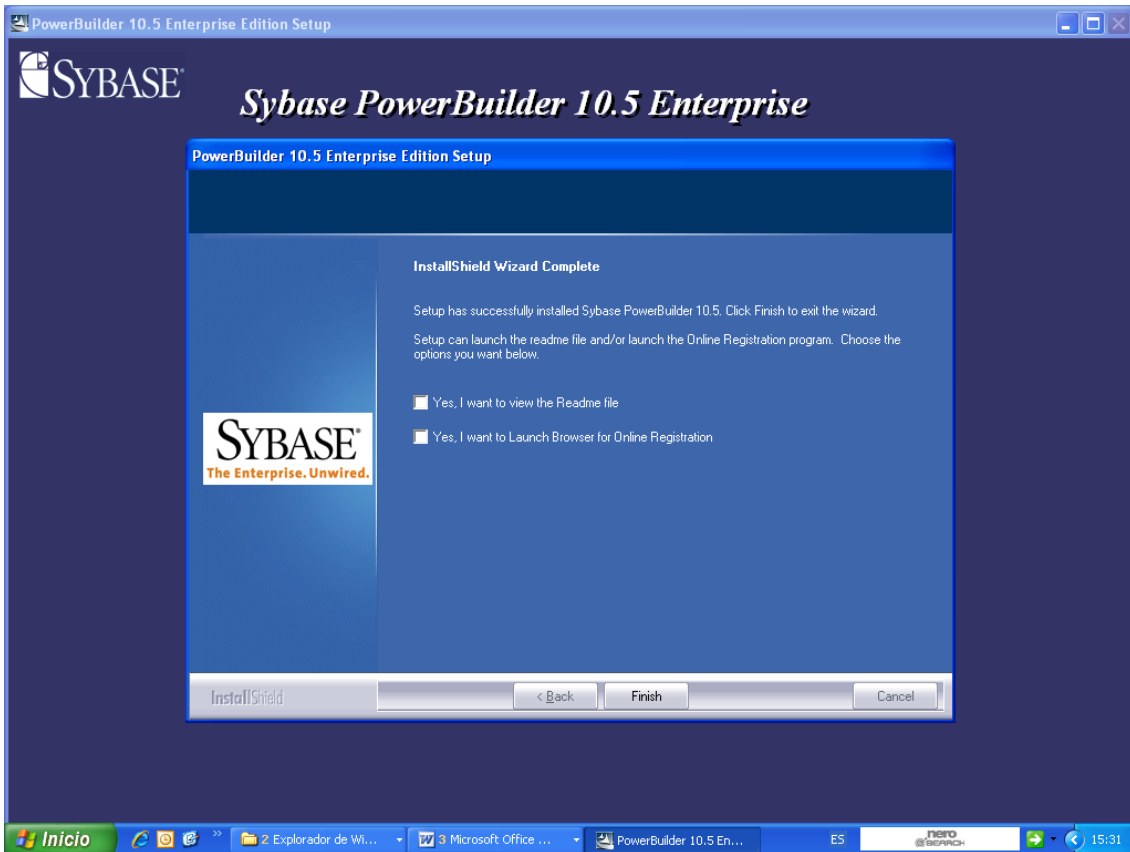 PowerBuilder 10.5 Enterprise Edition Setup
SYBASE®
Sybase PowerBuilder 10.5 Enterprise
PowerBuilder 10.5 Enterprise Edition Setup
InstallShield Wizard Complete
Setup has successfully installed Sybase PowerBuilder 10.5. Click Finish to exit the wizard.
Setup can launch the readme file and/or launch the Online Registration program. Choose the
options you want below.
Yes, I want to view the Readme file
Yes, I want to Launch Browser for Online Registration
SYBASE®
The Enterprise. Unwired.
InstallShield
< Back
Finish
Cancel
Inicio
»
2 Explorador de Wi...
3 Microsoft Office ...
PowerBuilder 10.5 En...
ES
nero
SEARCH
15:31